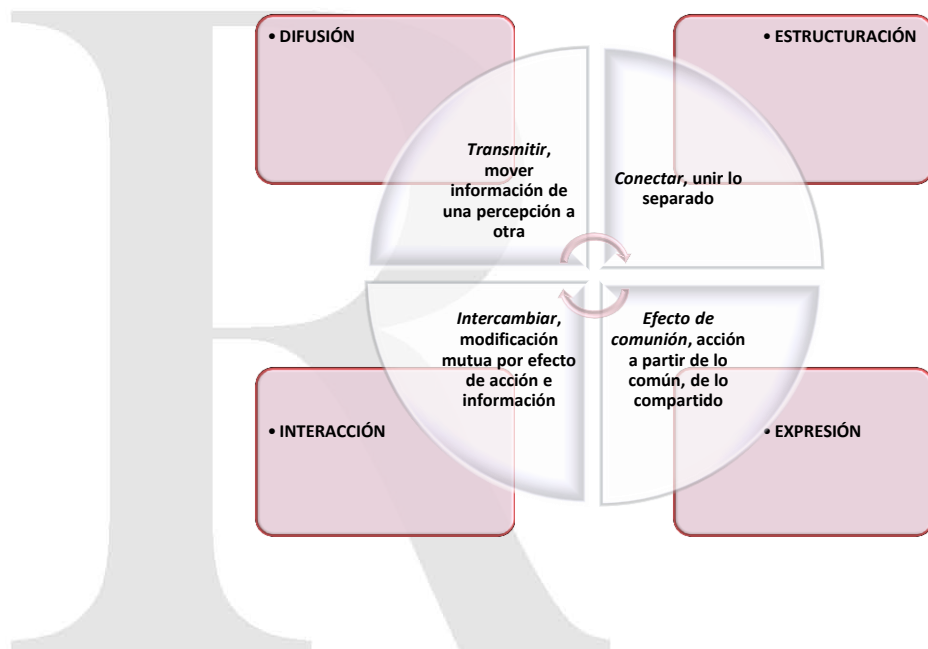 • DIFUSIÓN
• ESTRUCTURACIÓN
Transmitir,
mover
información de
una percepción a
otra
Conectar, unir lo
separado
Intercambiar,
modificación
mutua por efecto
de acción e
información
Efecto de
comunión, acción
a partir de lo
común, de lo
compartido
• INTERACCIÓN
• EXPRESIÓN
R